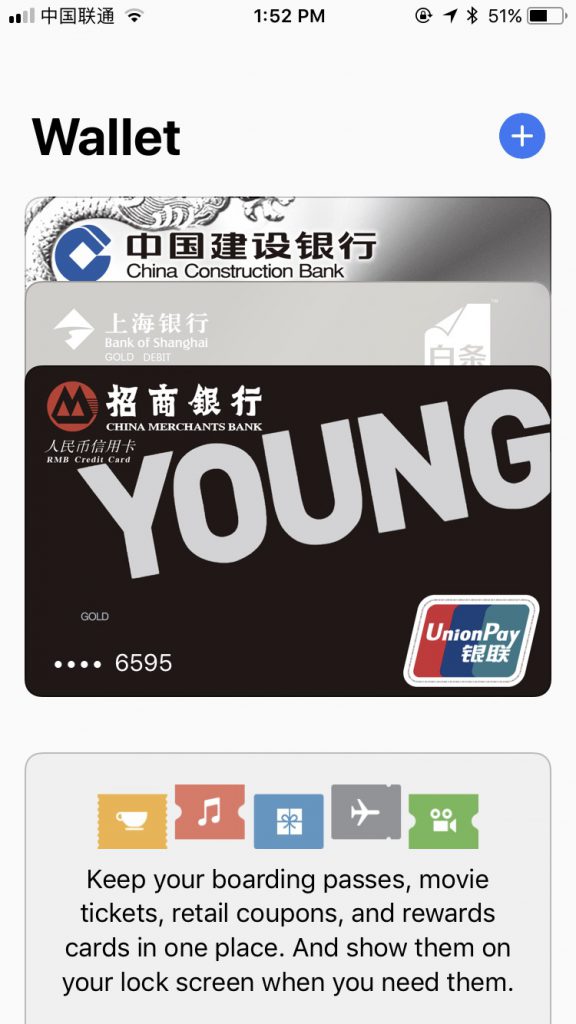 中国联通
1:52 PM
51%
Wallet
中国建设银行
China Construction Bank
上海银行
Bank of Shanghai
GOLD DEBIT
白条
招商銀行
CHINA MERCHANTS BANK
人民币信用卡
RMB Credit Card
YOUNG
GOLD
•••• 6595
UnionPay
银联
Keep your boarding passes, movie
tickets, retail coupons, and rewards
cards in one place. And show them on
your lock screen when you need them.